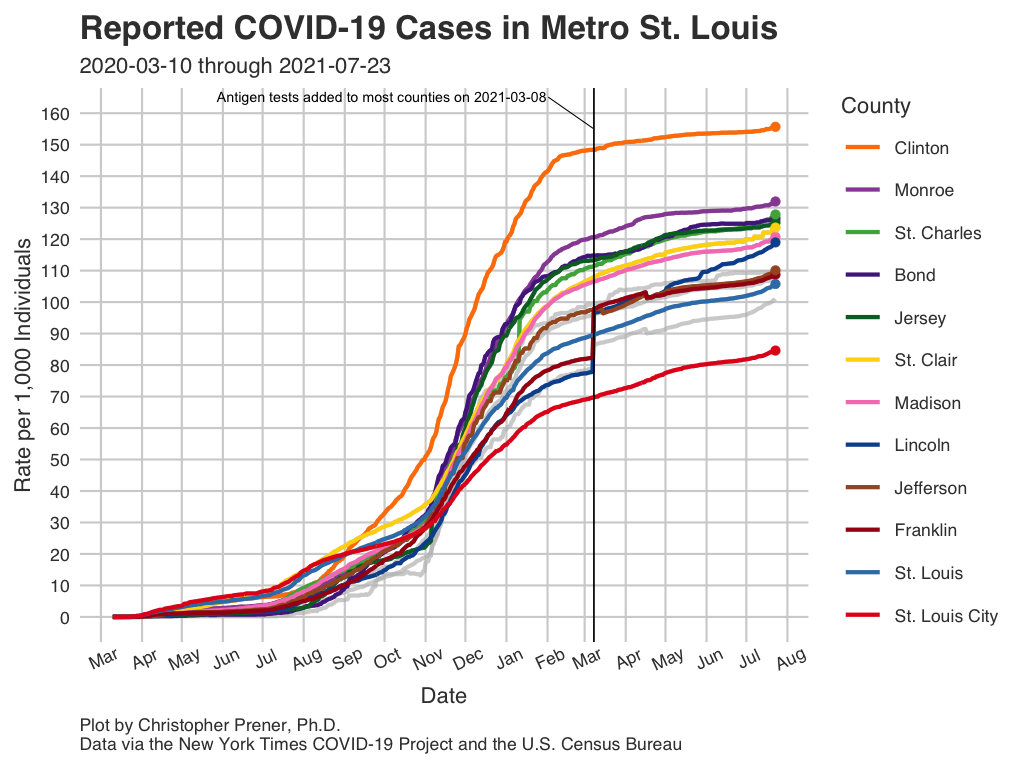 Reported COVID-19 Cases in Metro St. Louis
2020-03-10 through 2021-07-23
Antigen tests added to most counties on 2021-03-08
Rate per 1,000 Individuals
160
150
140
130
120
110
100
90
80
70
60
50
40
30
20
10
0
Mar Apr May Jun Jul Aug Sep Oct Nov Dec Jan Feb Mar Apr May Jun Jul Aug
Date
County
Clinton
Monroe
St. Charles
Bond
Jersey
St. Clair
Madison
Lincoln
Jefferson
Franklin
St. Louis
St. Louis City
Plot by Christopher Prener, Ph.D.
Data via the New York Times COVID-19 Project and the U.S. Census Bureau